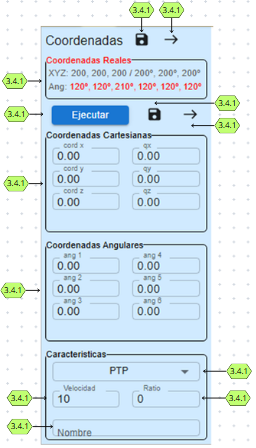 3.4.1 3.4.1
Coordenadas
Coordenadas Reales
XYZ: 200, 200, 200 / 200°, 200°, 200°
3.4.1
Ang: 120°, 120°, 210°, 120°, 120°, 120°
3.4.1
3.4.1 Ejecutar
3.4.1
Coordenadas Cartesianas
cord x qx
0.00 0.00
cord y qy
3.4.1 0.00 0.00
cord z qz
0.00 0.00
Coordenadas Angulares
ang 1 ang 4
0.00 0.00
ang 2 ang 5
3.4.1 0.00 0.00
ang 3 ang 6
0.00 0.00
Caracteristicas
PTP 3.4.1
Velocidad Ratio
3.4.1 10 0 3.4.1
3.4.1
Nombre